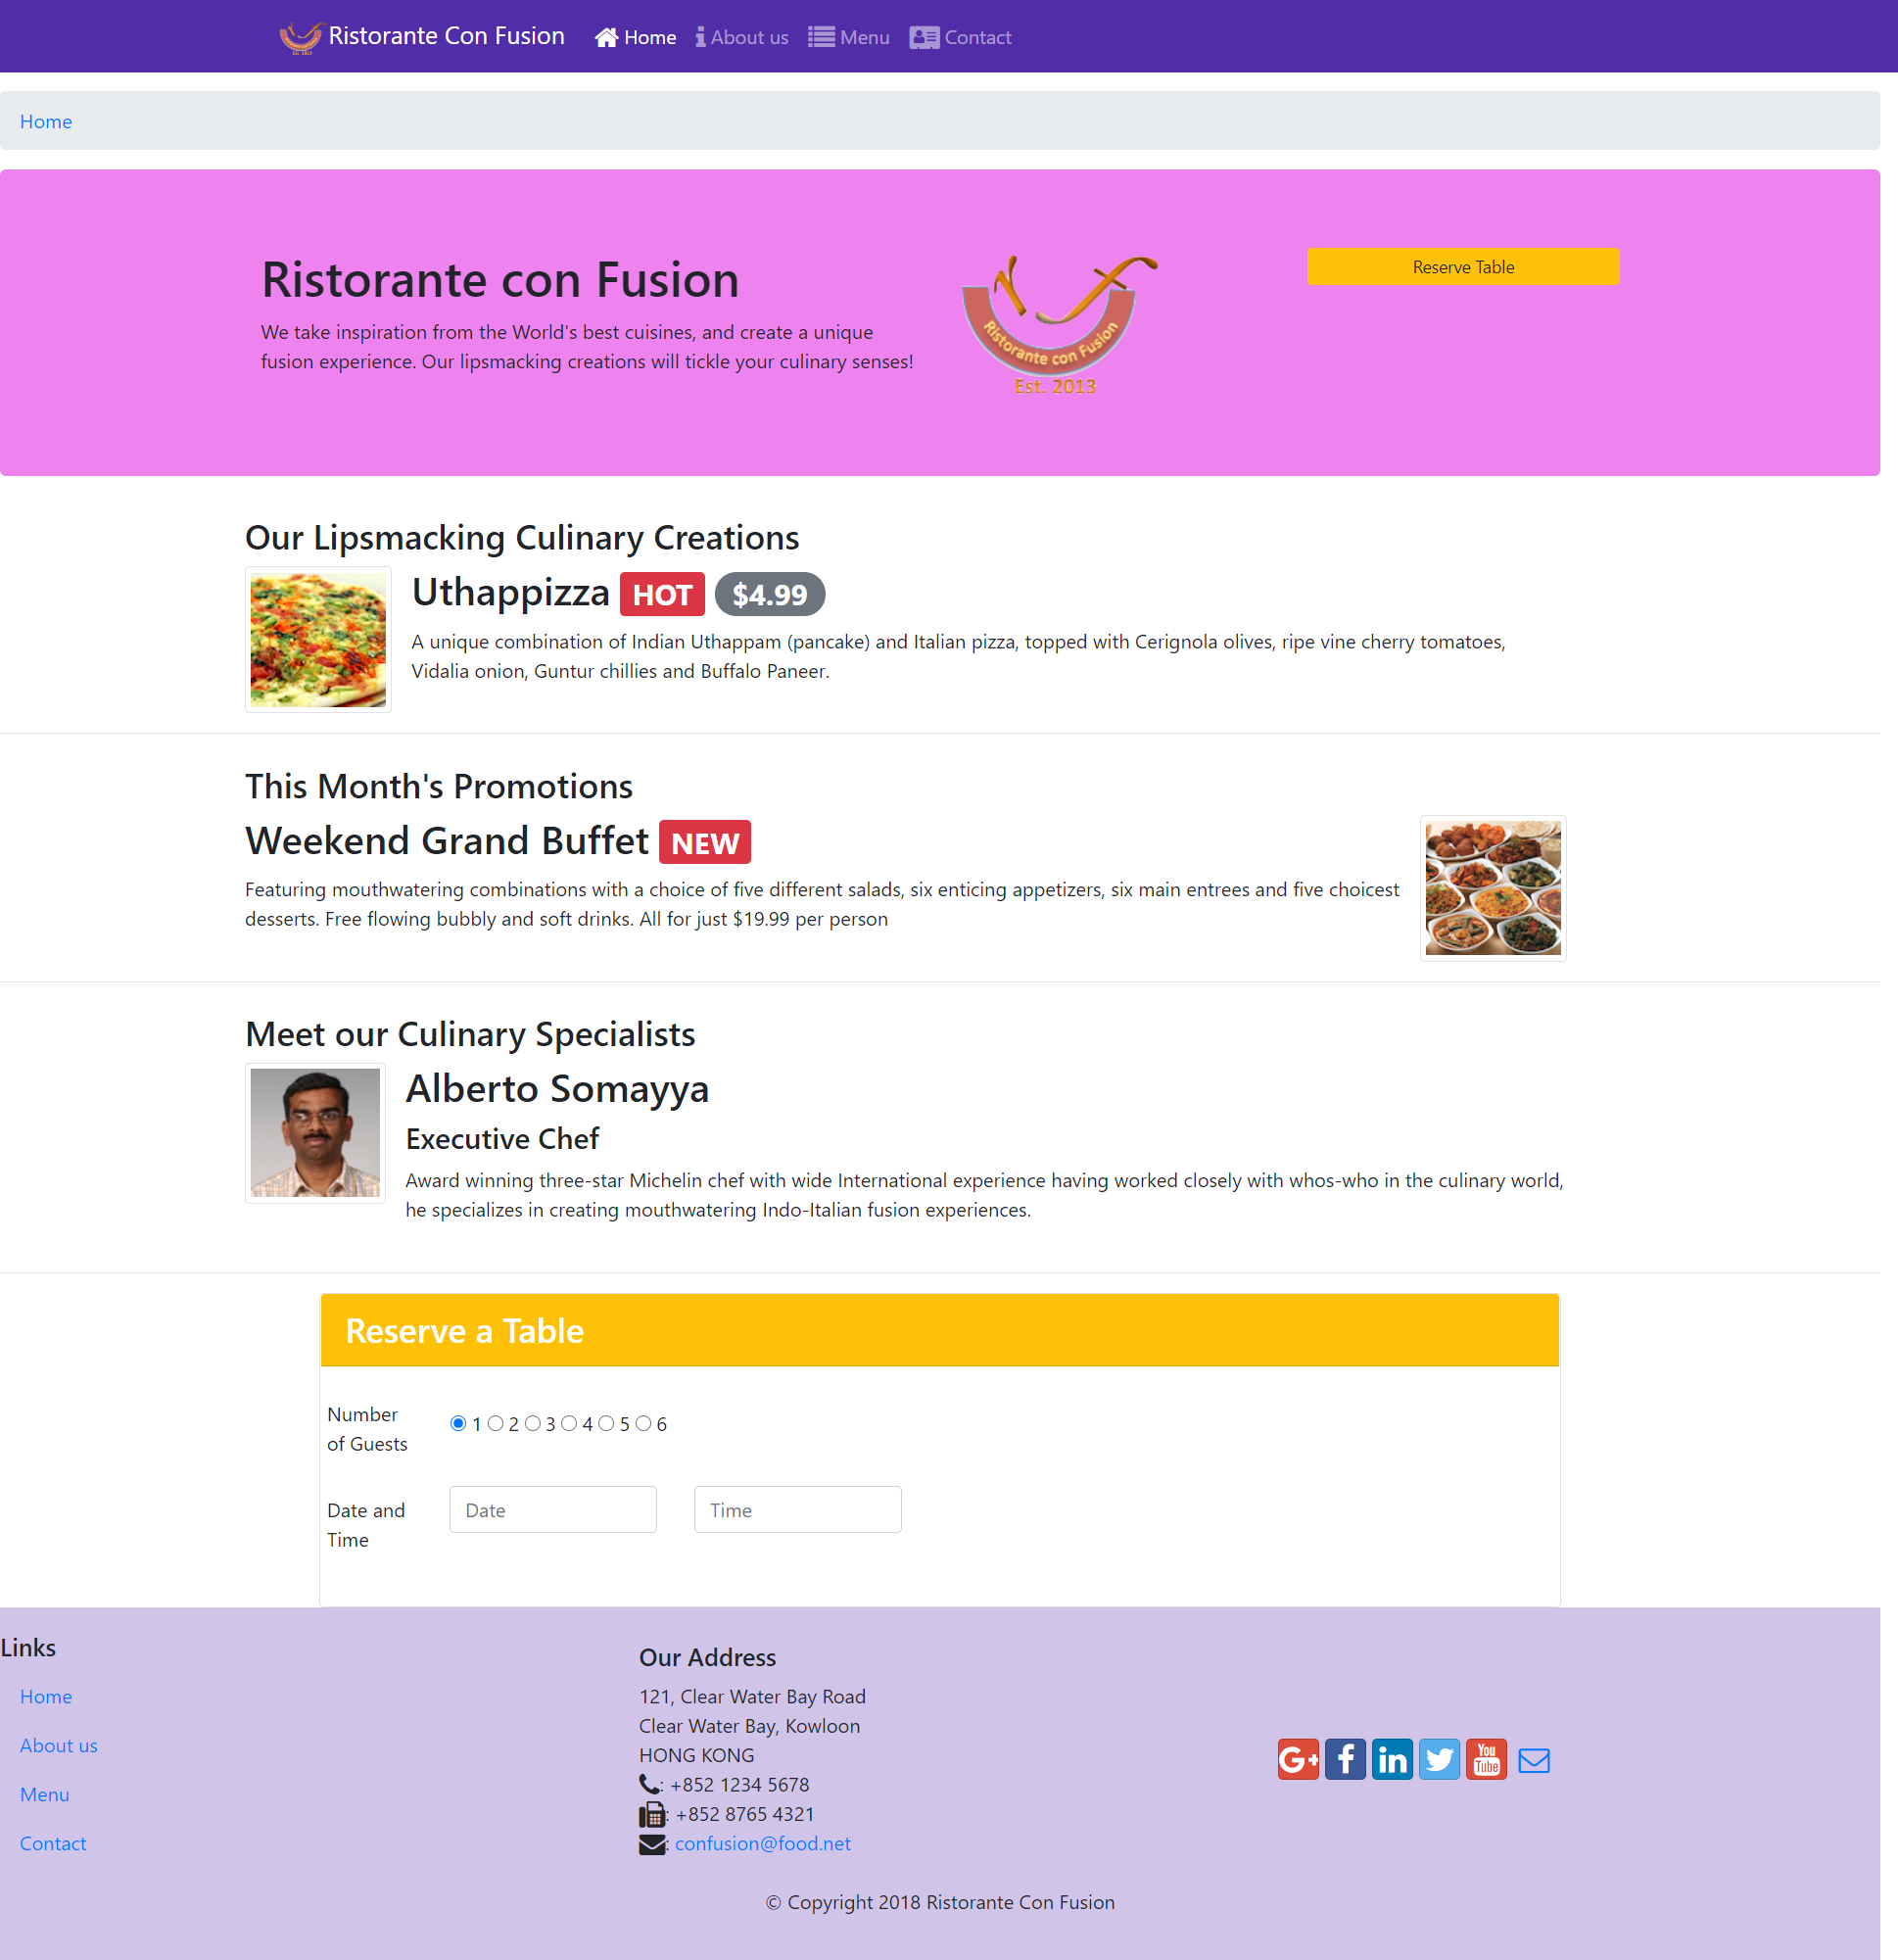 Ristorante Con Fusion
Home
About us
Menu
Contact
Home
Ristorante con Fusion
We take inspiration from the World's best cuisines, and create a unique
fusion experience. Our lipsmacking creations will tickle your culinary senses!
Ristorante con Fusion
Est. 2013
Reserve Table
Our Lipsmacking Culinary Creations
Uthappizza HOT $4.99
A unique combination of Indian Uthappam (pancake) and Italian pizza, topped with Cerignola olives, ripe vine cherry tomatoes,
Vidalia onion, Guntur chillies and Buffalo Paneer.
This Month's Promotions
Weekend Grand Buffet NEW
Featuring mouthwatering combinations with a choice of five different salads, six enticing appetizers, six main entrees and five choicest
desserts. Free flowing bubbly and soft drinks. All for just $19.99 per person
Meet our Culinary Specialists
Alberto Somayya
Executive Chef
Award winning three-star Michelin chef with wide International experience having worked closely with whos-who in the culinary world,
he specializes in creating mouthwatering Indo-Italian fusion experiences.
Reserve a Table
Number
of Guests
1 2 3 4 5 6
Date and
Time
Date
Time
Links
Home
About us
Menu
Contact
Our Address
121, Clear Water Bay Road
Clear Water Bay, Kowloon
HONG KONG
: +852 1234 5678
: +852 8765 4321
: confusion@food.net
G+ f in You Tube
© Copyright 2018 Ristorante Con Fusion